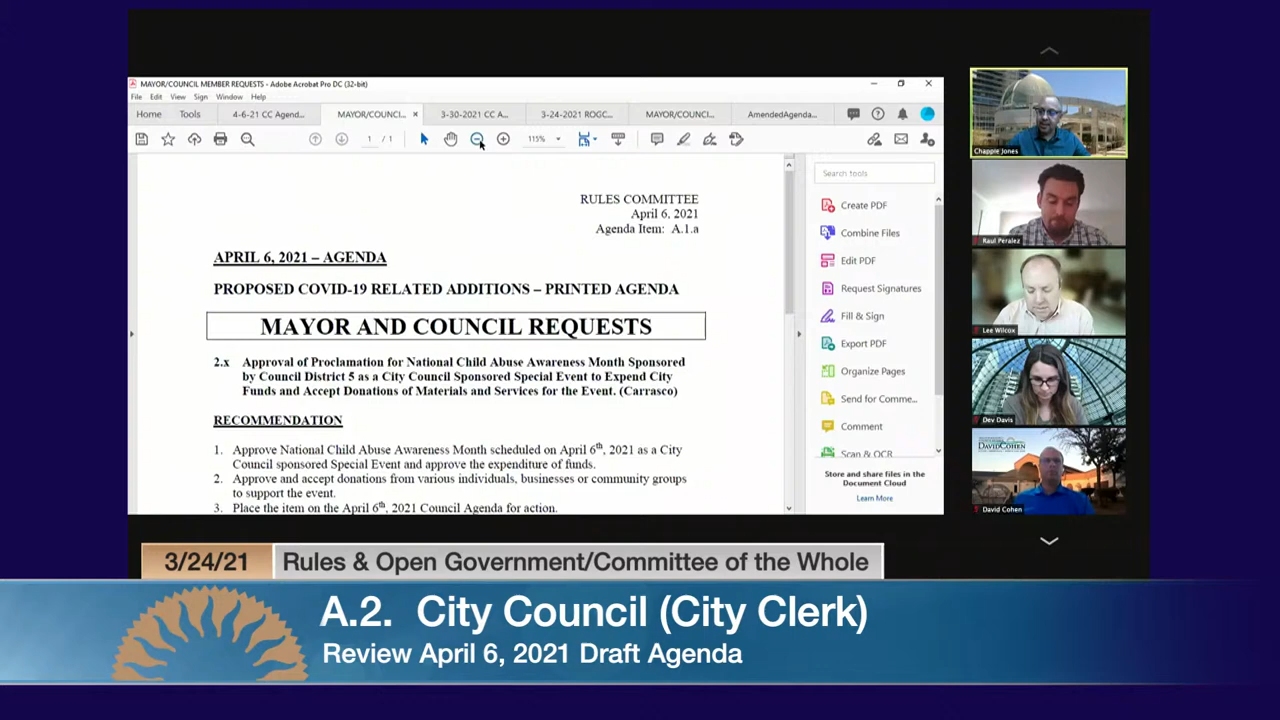 MAYOR/COUNCIL MEMBER REQUESTS - Adobe Acrobat Pro DC (32-bit)
File Edit View Sign Window Help
Home Tools 4-6-21 CC Agend... MAYOR/COUNCI... × 3-30-2021 CC A... 3-24-2021 ROGC... MAYOR/COUNCI... AmendedAgenda...
1 / 1 115%
RULES COMMITTEE
April 6, 2021
Agenda Item: A.1.a
APRIL 6, 2021 – AGENDA
PROPOSED COVID-19 RELATED ADDITIONS – PRINTED AGENDA
MAYOR AND COUNCIL REQUESTS
2.x Approval of Proclamation for National Child Abuse Awareness Month Sponsored
by Council District 5 as a City Council Sponsored Special Event to Expend City
Funds and Accept Donations of Materials and Services for the Event. (Carrasco)
RECOMMENDATION
1. Approve National Child Abuse Awareness Month scheduled on April 6th, 2021 as a City
Council sponsored Special Event and approve the expenditure of funds.
2. Approve and accept donations from various individuals, businesses or community groups
to support the event.
3. Place the item on the April 6th, 2021 Council Agenda for action.
Search tools
Create PDF
Combine Files
Edit PDF
Request Signatures
Fill & Sign
Export PDF
Organize Pages
Send for Comme...
Comment
Scan & OCR
Store and share files in the
Document Cloud
Learn More
Chappie Jones
Raul Peralez
Lee Wilcox
Dev Davis
DAVID COHEN
David Cohen
3/24/21 Rules & Open Government/Committee of the Whole
A.2. City Council (City Clerk)
Review April 6, 2021 Draft Agenda